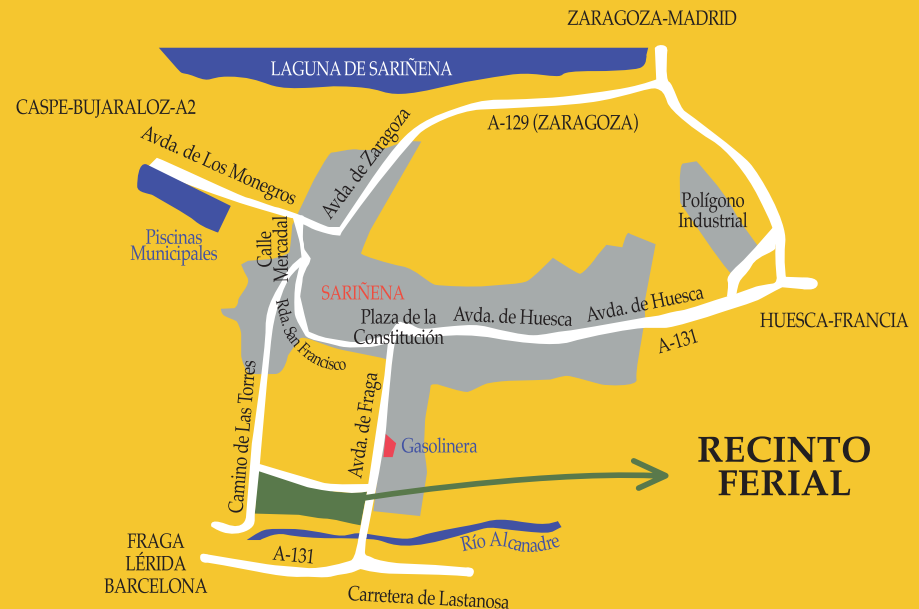 ZARAGOZA-MADRID
LAGUNA DE SARIÑENA
CASPE-BUJARALOZ-A2
Avda. de Los Monegros
Avda. de Zaragoza
A-129 (ZARAGOZA)
Polígono
Industrial
Piscinas
Municipales
Calle
Mercadal
SARIÑENA
Rda. San Francisco
Plaza de la
Constitución
Avda. de Huesca
Avda. de Huesca
A-131
HUESCA-FRANCIA
Camino de Las Torres
Avda. de Fraga
Gasolinera
RECINTO
FERIAL
Río Alcanadre
FRAGA
LÉRIDA
BARCELONA
A-131
Carretera de Lastanosa